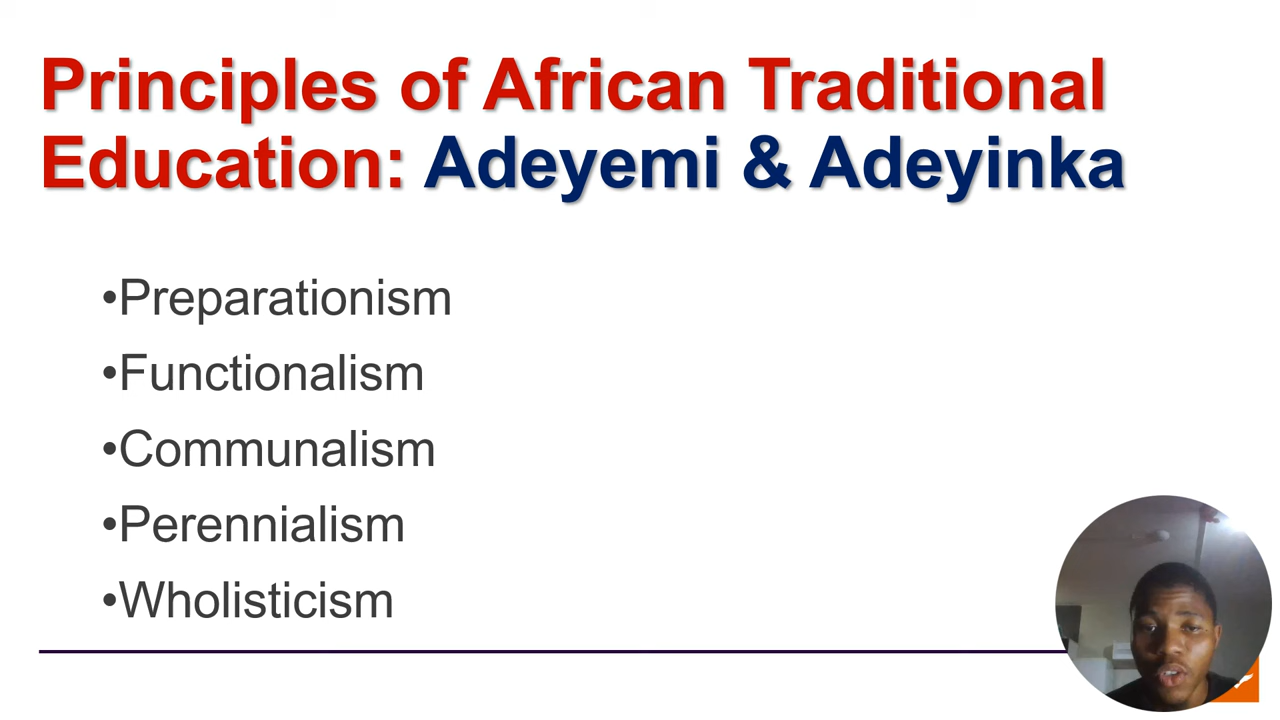 Principles of African Traditional
Education: Adeyemi & Adeyinka
•Preparationism
•Functionalism
•Communalism
•Perennialism
•Wholisticism